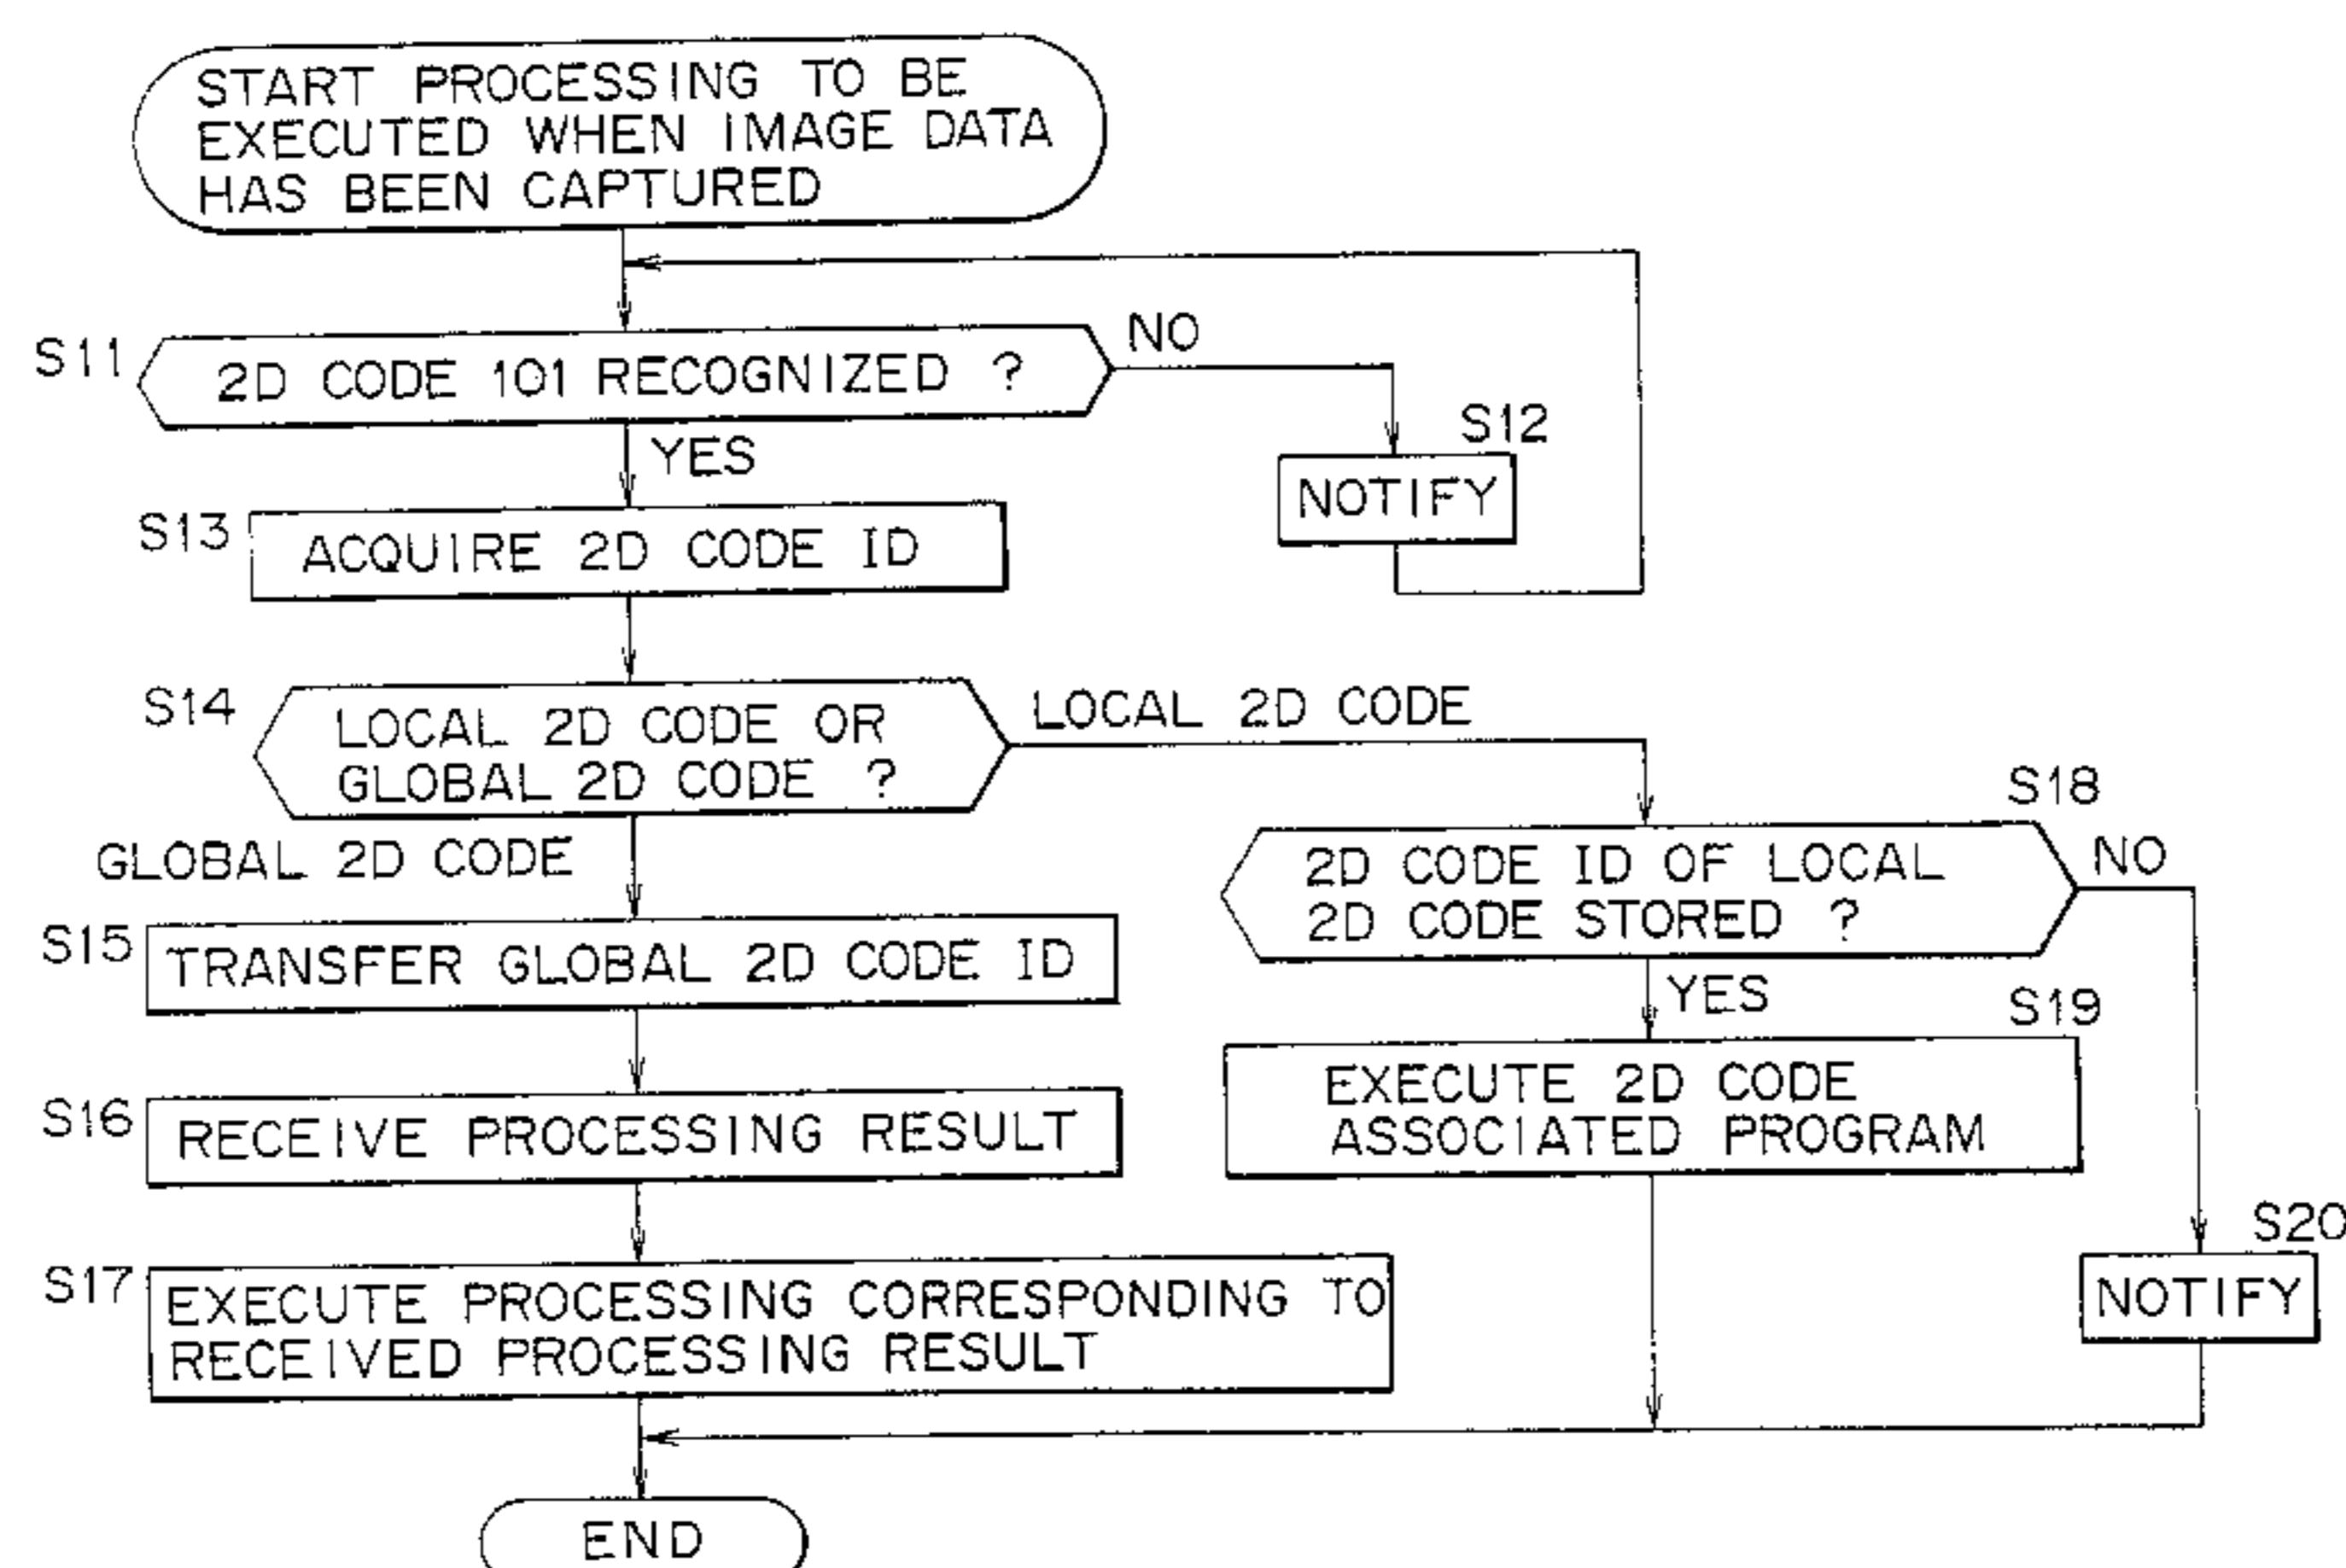 START PROCESSING TO BE
EXECUTED WHEN IMAGE DATA
HAS BEEN CAPTURED
S11
2D CODE 101 RECOGNIZED ?
NO
YES
S12
NOTIFY
S13
ACQUIRE 2D CODE ID
S14
LOCAL 2D CODE OR
GLOBAL 2D CODE ?
LOCAL 2D CODE
GLOBAL 2D CODE
S18
2D CODE ID OF LOCAL
2D CODE STORED ?
NO
YES
S15
TRANSFER GLOBAL 2D CODE ID
S19
EXECUTE 2D CODE
ASSOCIATED PROGRAM
S16
RECEIVE PROCESSING RESULT
S20
NOTIFY
S17
EXECUTE PROCESSING CORRESPONDING TO
RECEIVED PROCESSING RESULT
END